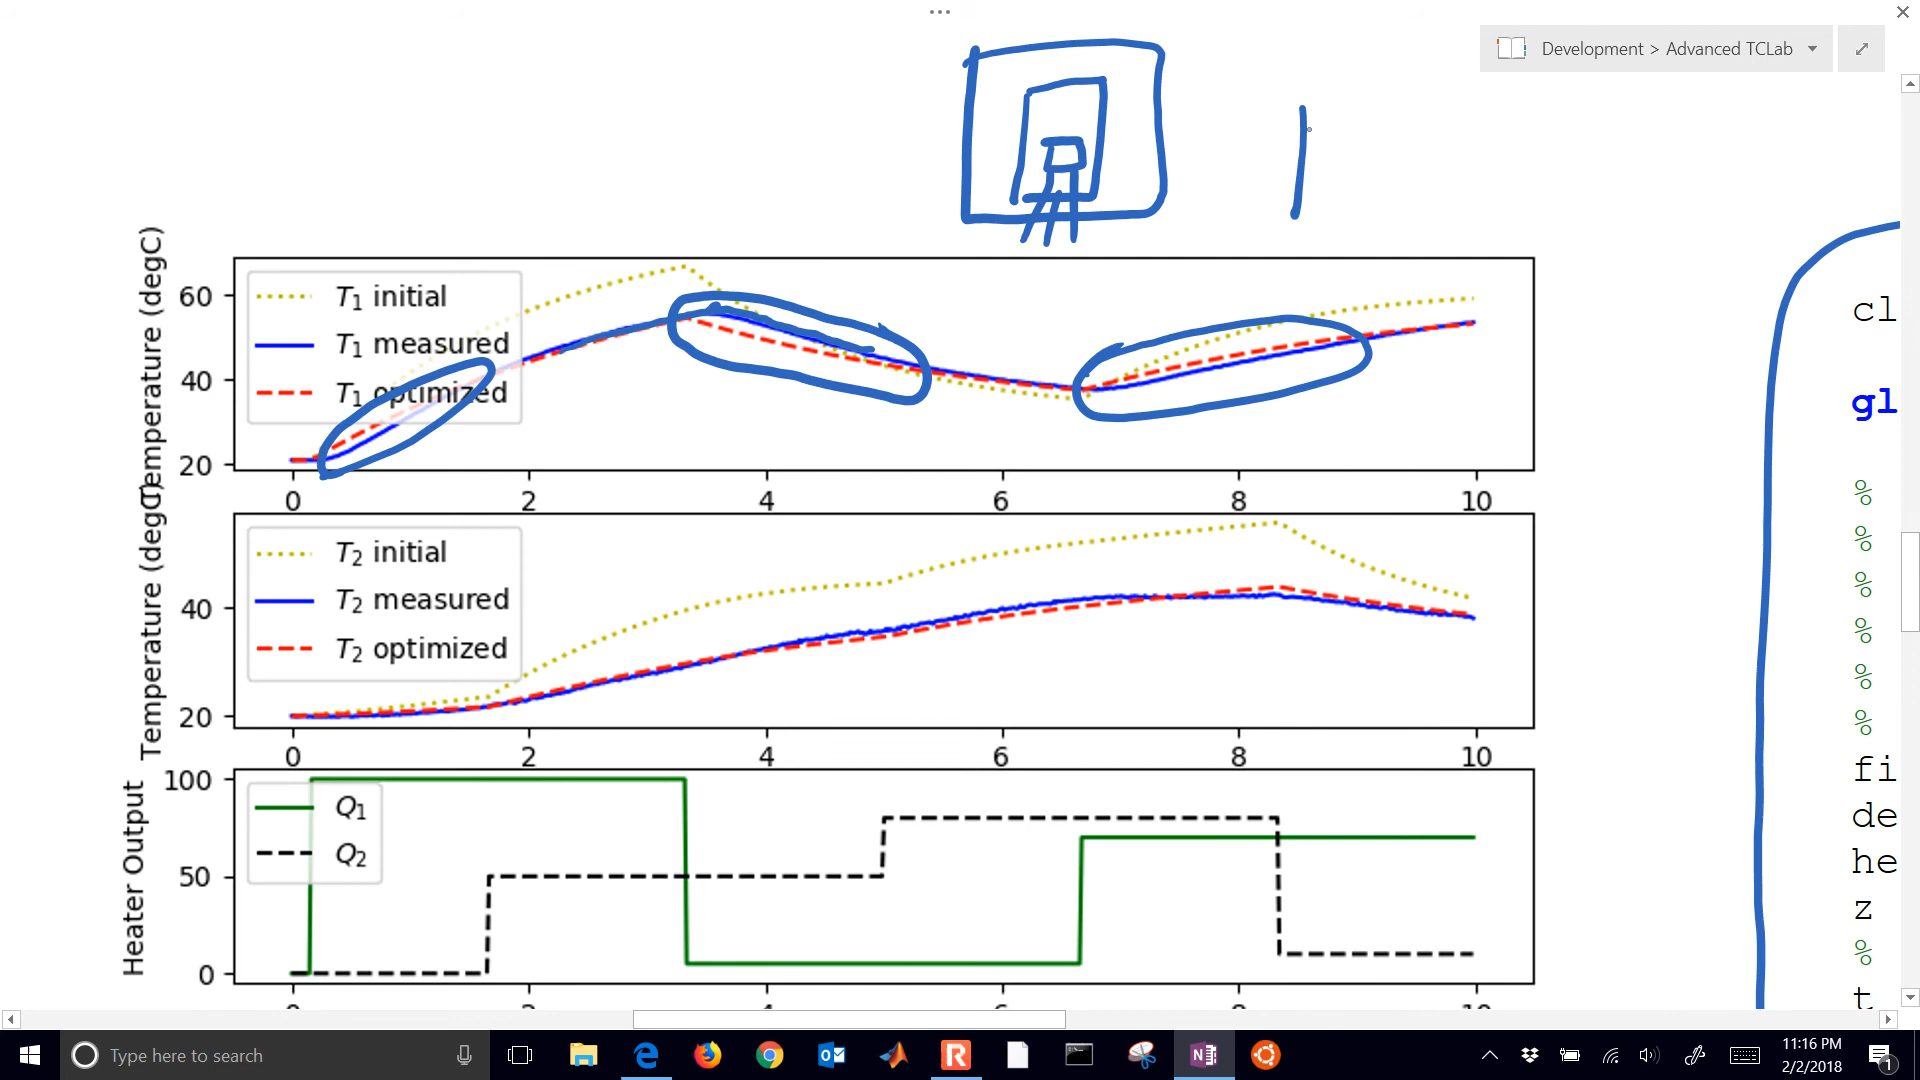 Development > Advanced TCLab
Temperature (degC)
60
40
20
T1 initial
T1 measured
T1 optimized
0 2 4 6 8 10
cl
gl
Temperature (degC)
40
20
T2 initial
T2 measured
T2 optimized
0 2 4 6 8 10
%
%
%
%
%
%
fi
de
he
z
%
t
Heater Output
100
50
0
Q1
Q2
Type here to search
11:16 PM
2/2/2018
1